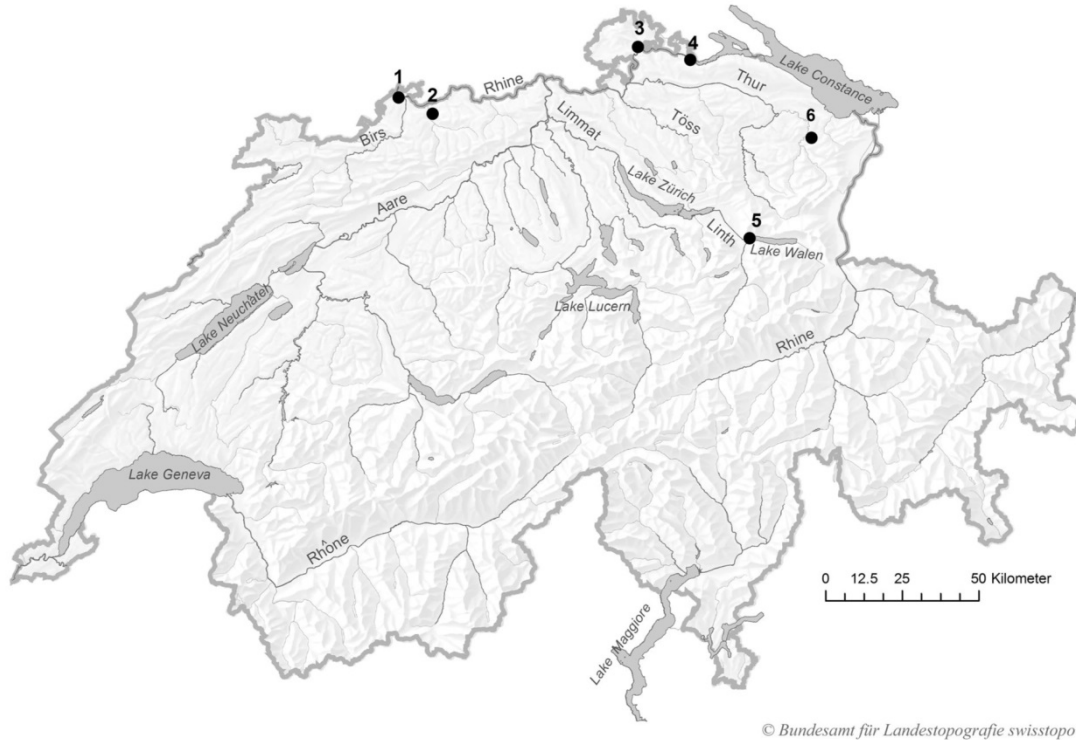 3
4
Lake Constance
1
2
Rhine
Thur
Birs
Limmat
Töss
6
Lake Zürich
Aare
5
Linth
Lake Walen
Lake Neuchâtel
Lake Lucern
Rhine
Lake Geneva
Rhône
0 12.5 25 50 Kilometer
Lake Maggiore
© Bundesamt für Landestopografie swisstopo